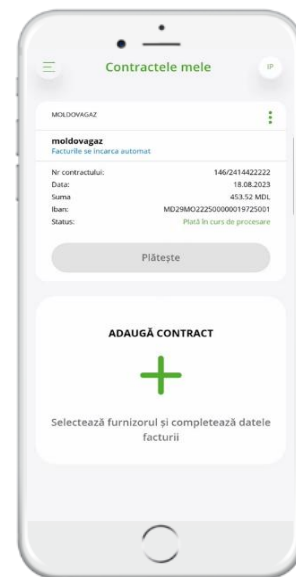 Contractele mele
IP
MOLDOVAGAZ
moldovagaz
Facturile se incarca automat
Nr contractului: 146/2414422222
Data: 18.08.2023
Suma 453.52 MDL
Iban: MD29MO2225000000019725001
Status: Plată în curs de procesare
Plătește
ADAUGĂ CONTRACT
Selectează furnizorul și completează datele
facturii